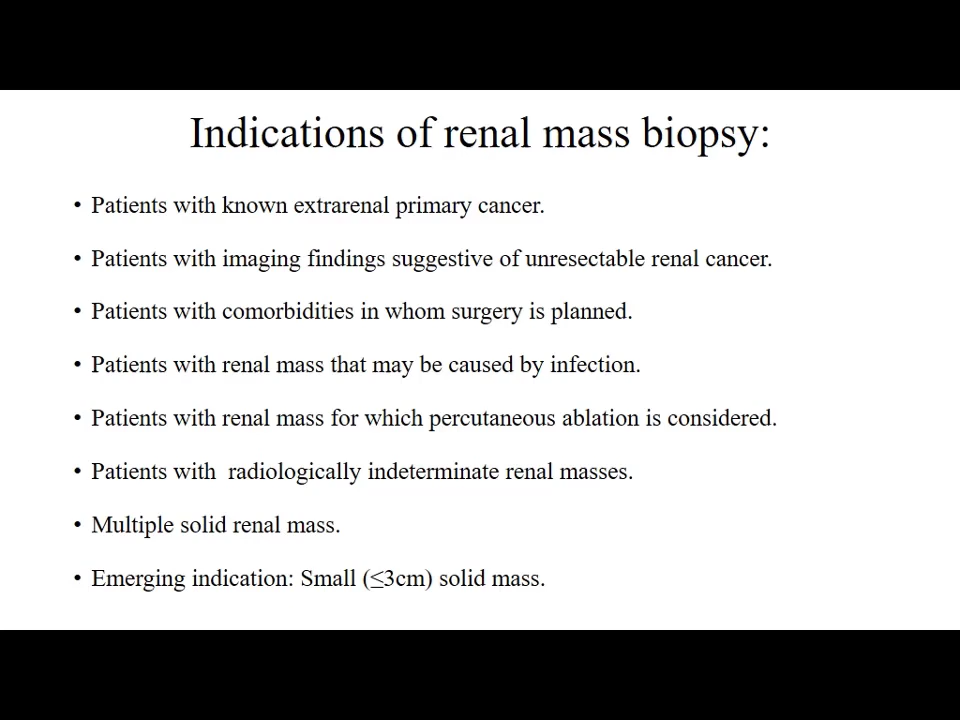 Indications of renal mass biopsy:
• Patients with known extrarenal primary cancer.
• Patients with imaging findings suggestive of unresectable renal cancer.
• Patients with comorbidities in whom surgery is planned.
• Patients with renal mass that may be caused by infection.
• Patients with renal mass for which percutaneous ablation is considered.
• Patients with  radiologically indeterminate renal masses.
• Multiple solid renal mass.
• Emerging indication: Small (≤3cm) solid mass.